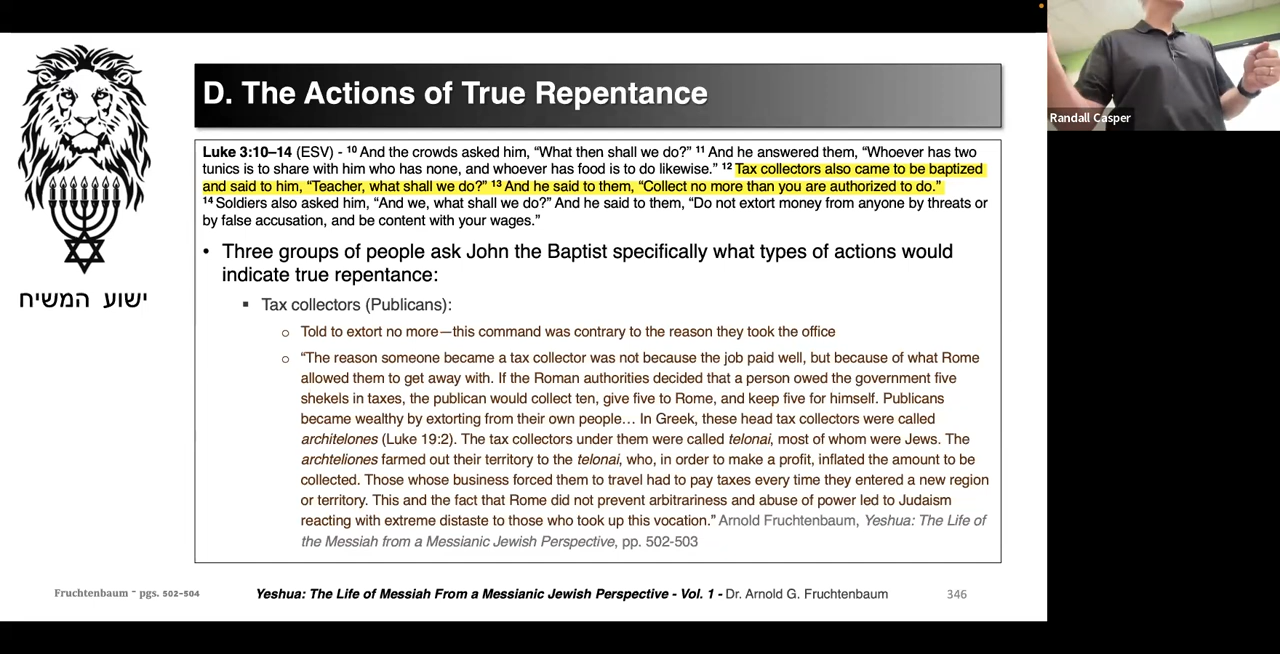 D. The Actions of True Repentance
Luke 3:10–14 (ESV) - 10 And the crowds asked him, “What then shall we do?” 11 And he answered them, “Whoever has two
tunics is to share with him who has none, and whoever has food is to do likewise.” 12 Tax collectors also came to be baptized
and said to him, “Teacher, what shall we do?” 13 And he said to them, “Collect no more than you are authorized to do.”
14 Soldiers also asked him, “And we, what shall we do?” And he said to them, “Do not extort money from anyone by threats or
by false accusation, and be content with your wages.”
• Three groups of people ask John the Baptist specifically what types of actions would
indicate true repentance:
▪ Tax collectors (Publicans):
○ Told to extort no more—this command was contrary to the reason they took the office
○ “The reason someone became a tax collector was not because the job paid well, but because of what Rome
allowed them to get away with. If the Roman authorities decided that a person owed the government five
shekels in taxes, the publican would collect ten, give five to Rome, and keep five for himself. Publicans
became wealthy by extorting from their own people… In Greek, these head tax collectors were called
architelones (Luke 19:2). The tax collectors under them were called telonai, most of whom were Jews. The
archteliones farmed out their territory to the telonai, who, in order to make a profit, inflated the amount to be
collected. Those whose business forced them to travel had to pay taxes every time they entered a new region
or territory. This and the fact that Rome did not prevent arbitrariness and abuse of power led to Judaism
reacting with extreme distaste to those who took up this vocation.” Arnold Fruchtenbaum, Yeshua: The Life of
the Messiah from a Messianic Jewish Perspective, pp. 502-503
ישוע המשיח
Fruchtenbaum - pgs. 502-504
Yeshua: The Life of Messiah From a Messianic Jewish Perspective - Vol. 1 - Dr. Arnold G. Fruchtenbaum
346
Randall Casper